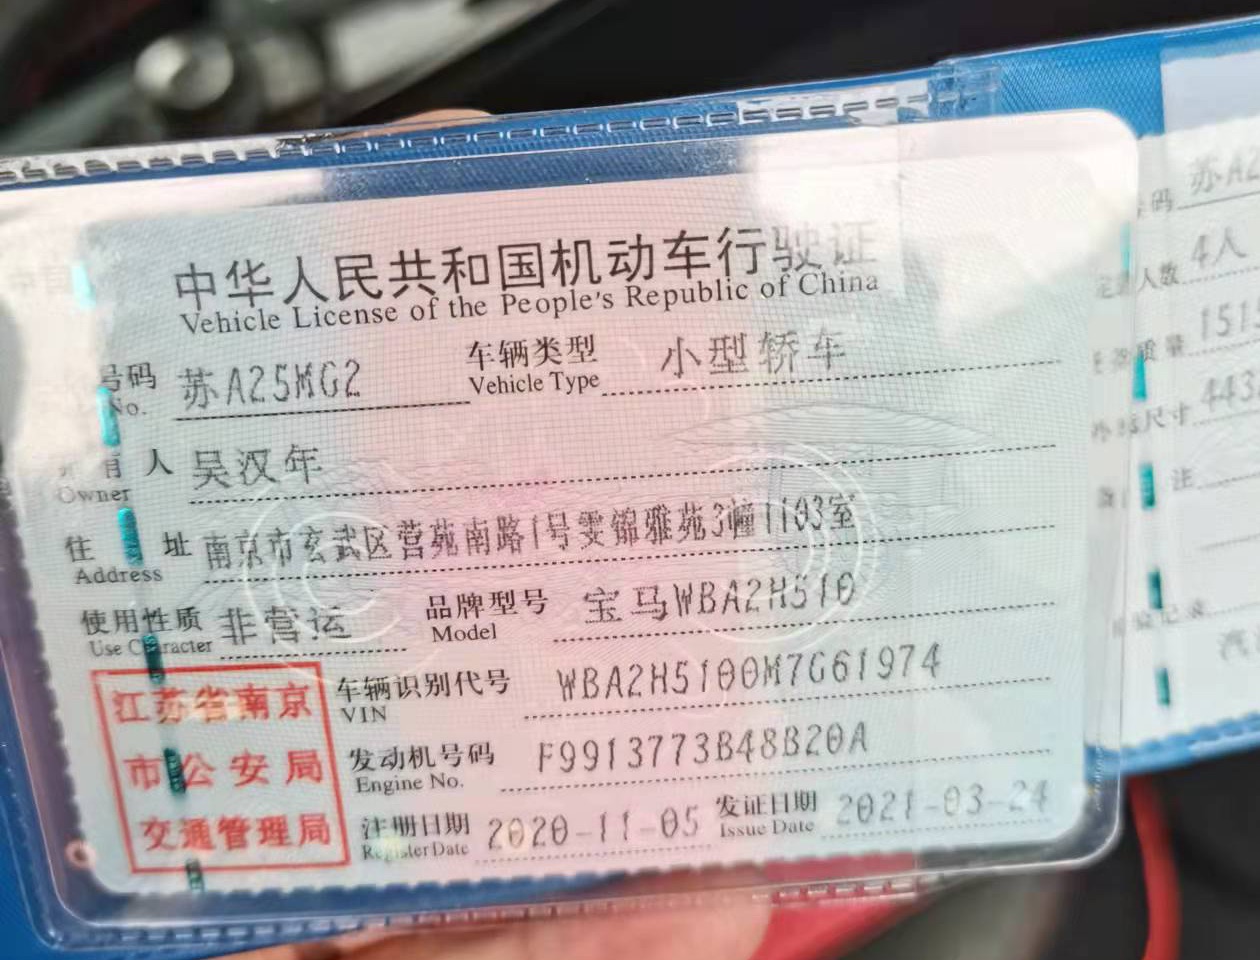 中华人民共和国机动车行驶证
Vehicle License of the People's Republic of China
号码 苏A25MG2 车辆类型 小型轿车
No. Vehicle Type
有人 吴汉年
Owner
住址 南京市玄武区营苑南路1号雯锦雅苑3幢1103室
Address
使用性质 非营运 品牌型号 宝马WBA2H510
Use Character Model
车辆识别代号 WBA2H5100M7G61974
VIN
发动机号码 F9913773B48B20A
Engine No.
注册日期 2020-11-05 发证日期 2021-03-24
Register Date Issue Date
江苏省南京
市公安局
交通管理局
码 苏A2
人数 4人
质量 151
尺寸 443
注
记录
汽